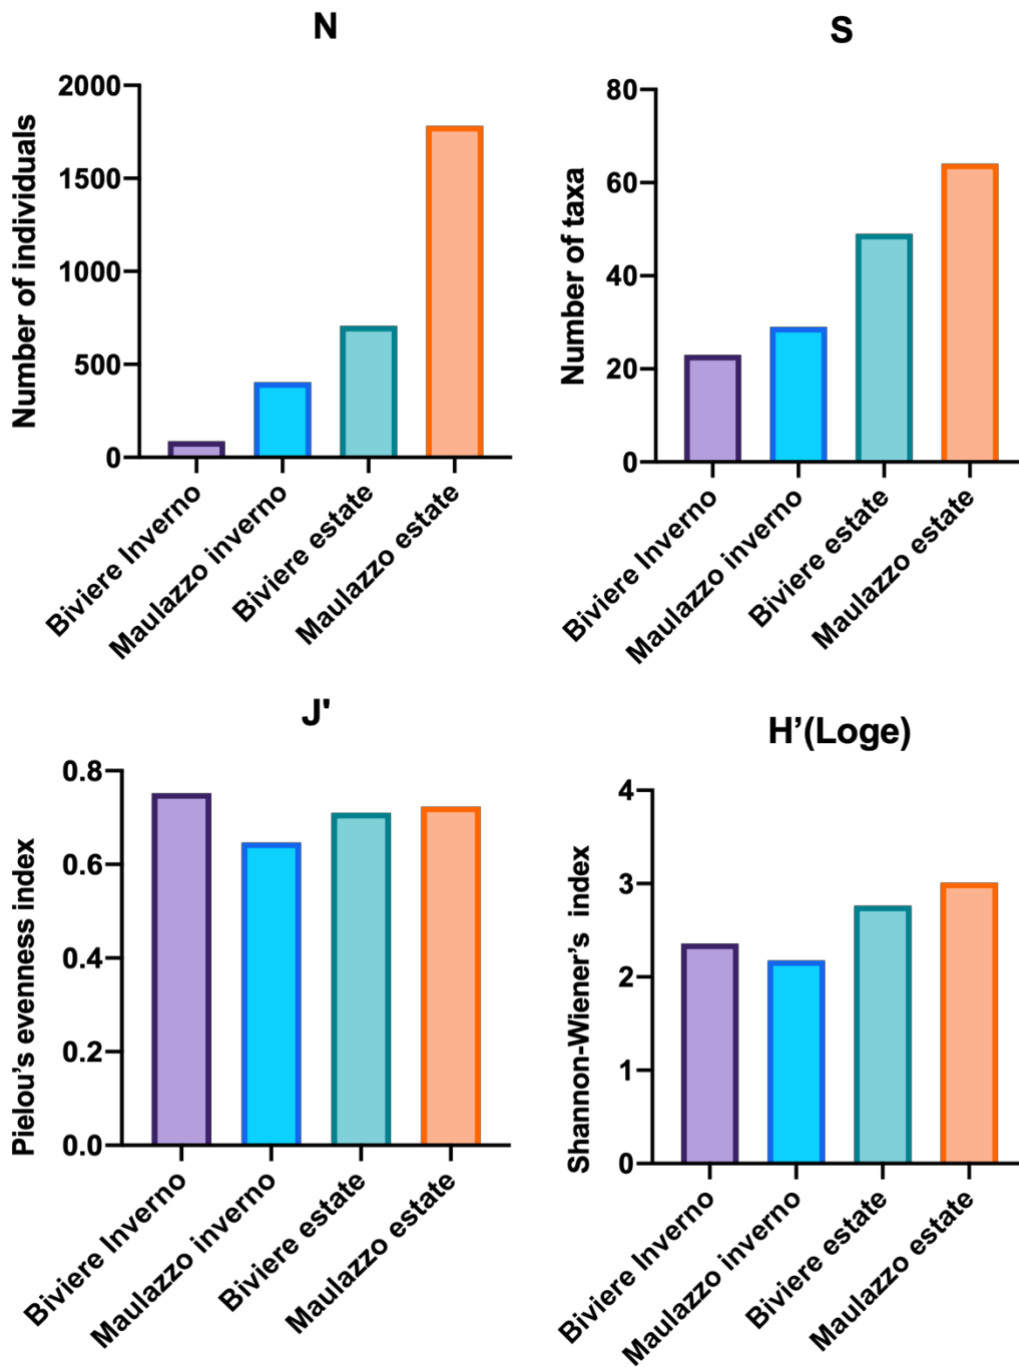 N
Number of individuals
2000
1500
1000
500
0
Biviere Inverno
Maulazzo inverno
Biviere estate
Maulazzo estate
S
Number of taxa
80
60
40
20
0
Biviere Inverno
Maulazzo inverno
Biviere estate
Maulazzo estate
J'
Pielou's evenness index
0.8
0.6
0.4
0.2
0.0
Biviere Inverno
Maulazzo inverno
Biviere estate
Maulazzo estate
H’(Loge)
Shannon-Wiener’s index
4
3
2
1
0
Biviere Inverno
Maulazzo inverno
Biviere estate
Maulazzo estate